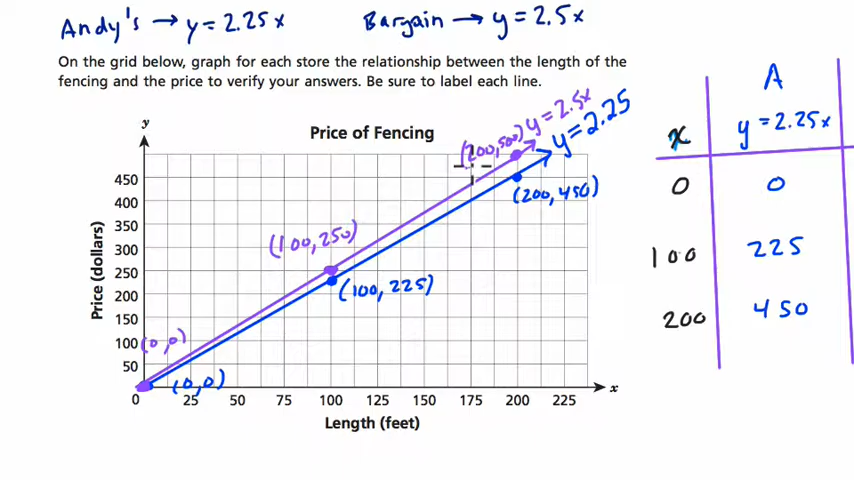 Andy's → y = 2.25x
Bargain → y = 2.5x
On the grid below, graph for each store the relationship between the length of the
fencing and the price to verify your answers. Be sure to label each line.
y
Price of Fencing
(200,500) y = 2.5x
y = 2.25
(200, 450)
(100, 250)
(100, 225)
(0,0)
(0,0)
Price (dollars)
450
400
350
300
250
200
150
100
50
0 25 50 75 100 125 150 175 200 225 x
Length (feet)
A
x y = 2.25x
0 0
100 225
200 450